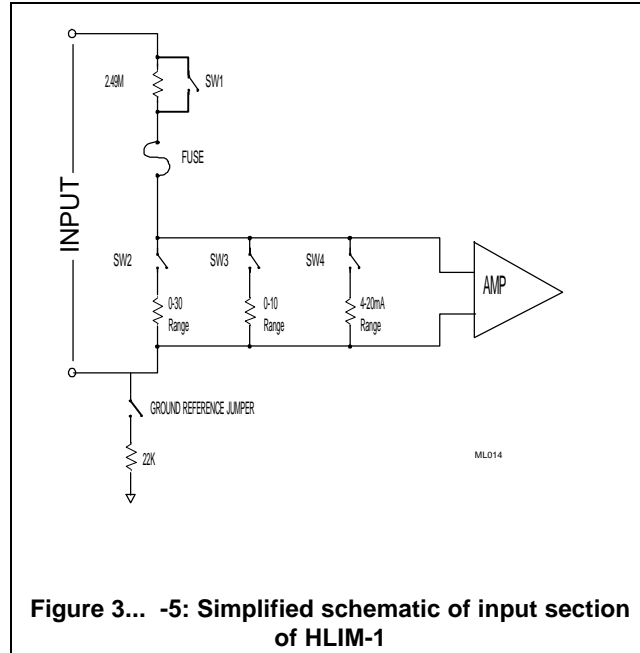 2.49M
SW1
FUSE
INPUT
SW2
SW3
SW4
AMP
0-30
Range
0-10
Range
4-20mA
Range
GROUND REFERENCE JUMPER
22K
ML014
Figure 3... -5: Simplified schematic of input section
of HLIM-1